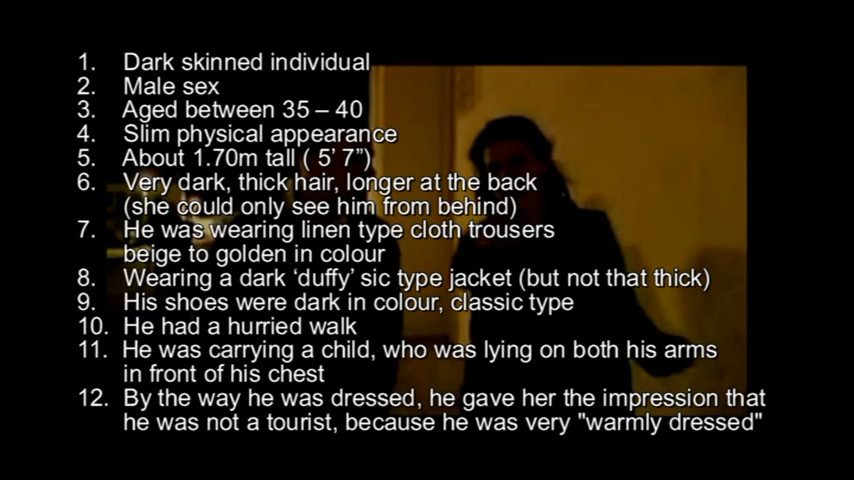 1. Dark skinned individual
2. Male sex
3. Aged between 35 – 40
4. Slim physical appearance
5. About 1.70m tall ( 5' 7")
6. Very dark, thick hair, longer at the back
(she could only see him from behind)
7. He was wearing linen type cloth trousers
beige to golden in colour
8. Wearing a dark 'duffy' sic type jacket (but not that thick)
9. His shoes were dark in colour, classic type
10. He had a hurried walk
11. He was carrying a child, who was lying on both his arms
in front of his chest
12. By the way he was dressed, he gave her the impression that
he was not a tourist, because he was very "warmly dressed"